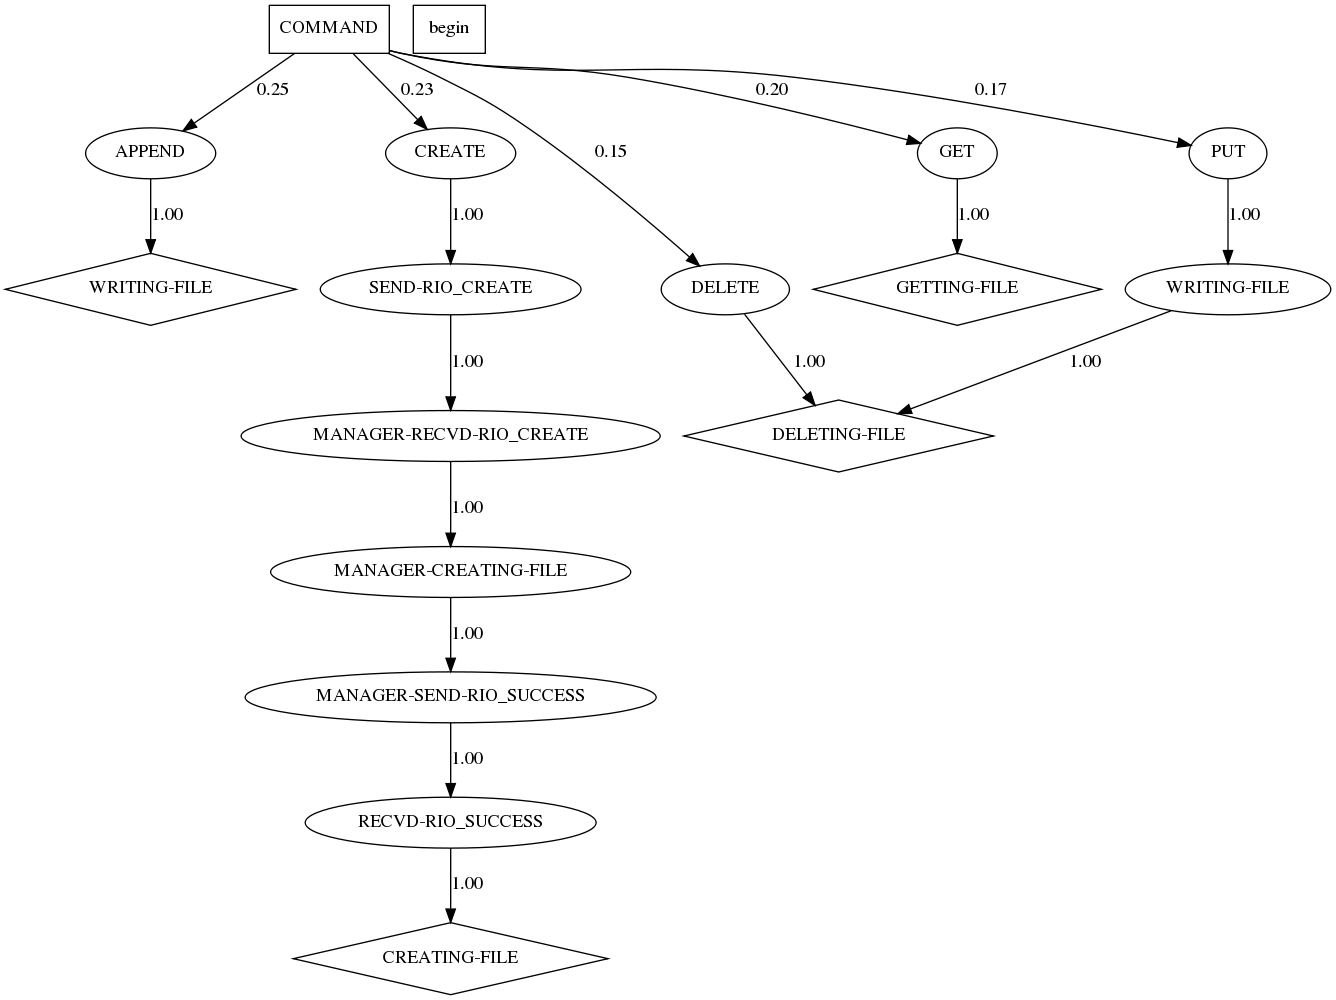 COMMAND
begin
0.25
0.23
0.15
0.20
0.17
APPEND
CREATE
GET
PUT
1.00
1.00
1.00
1.00
WRITING-FILE
SEND-RIO_CREATE
DELETE
GETTING-FILE
WRITING-FILE
1.00
1.00
1.00
MANAGER-RECVD-RIO_CREATE
DELETING-FILE
1.00
MANAGER-CREATING-FILE
1.00
MANAGER-SEND-RIO_SUCCESS
1.00
RECVD-RIO_SUCCESS
1.00
CREATING-FILE